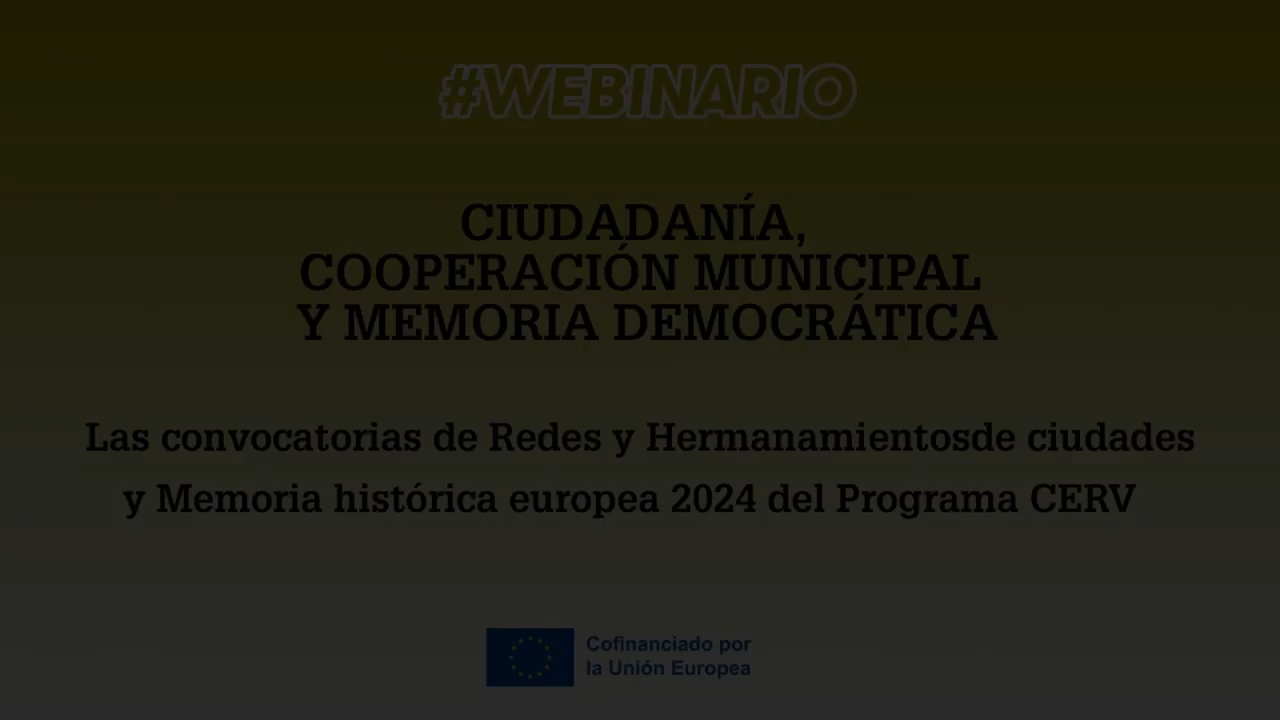 #WEBINARIO
CIUDADANÍA,
COOPERACIÓN MUNICIPAL
Y MEMORIA DEMOCRÁTICA
Las convocatorias de Redes y Hermanamientosde ciudades
y Memoria histórica europea 2024 del Programa CERV
Cofinanciado por
la Unión Europea